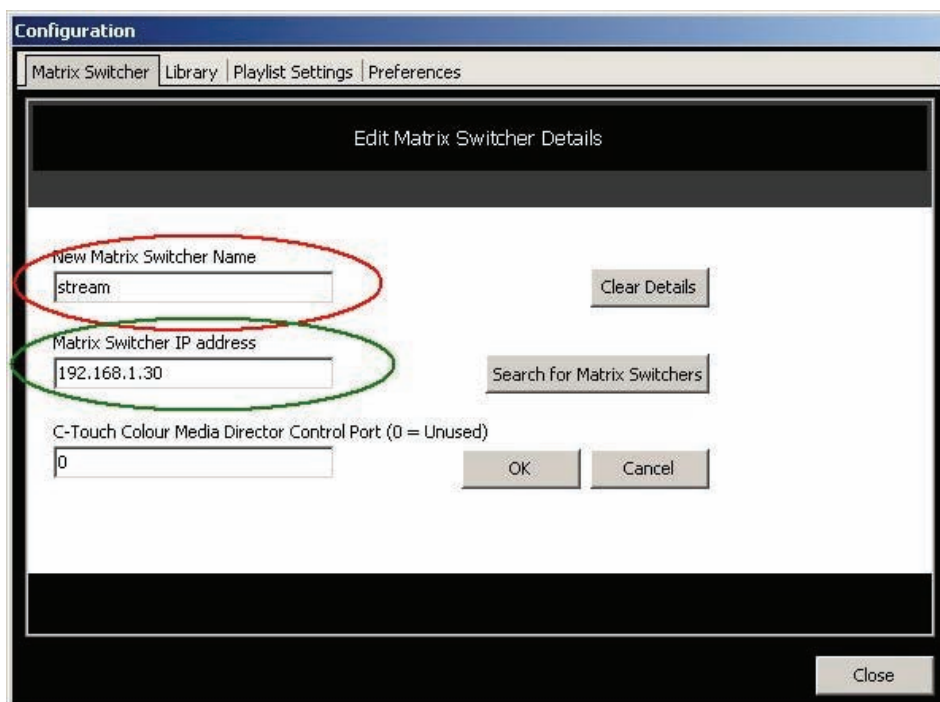 Configuration
Matrix Switcher Library Playlist Settings Preferences
Edit Matrix Switcher Details
New Matrix Switcher Name
stream
Clear Details
Matrix Switcher IP address
192.168.1.30
Search for Matrix Switchers
C-Touch Colour Media Director Control Port (0 = Unused)
0
OK Cancel
Close